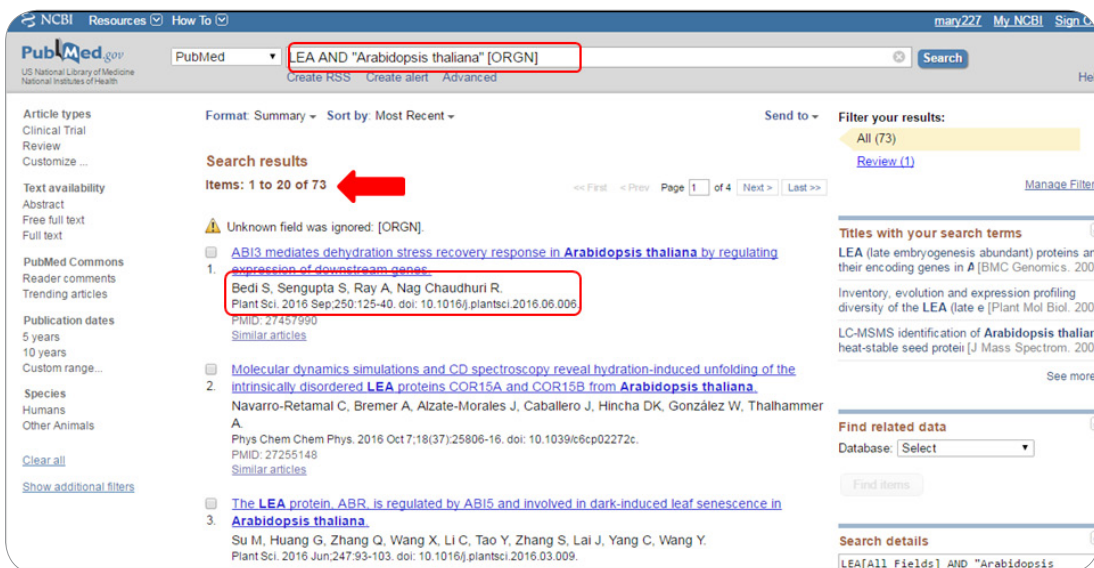 NCBI Resources How To mary227 My NCBI Sign
PubMed.gov
US National Library of Medicine
National Institutes of Health
PubMed
LEA AND "Arabidopsis thaliana" [ORGN]
Search
Create RSS Create alert Advanced
Article types
Clinical Trial
Review
Customize ...
Text availability
Abstract
Free full text
Full text
PubMed Commons
Reader comments
Trending articles
Publication dates
5 years
10 years
Custom range...
Species
Humans
Other Animals
Clear all
Show additional filters
Format: Summary Sort by: Most Recent Send to
Search results
Items: 1 to 20 of 73
<< First < Prev Page 1 of 4 Next > Last >>
Unknown field was ignored: [ORGN].
ABI3 mediates dehydration stress recovery response in Arabidopsis thaliana by regulating
1. expression of downstream genes.
Bedi S, Sengupta S, Ray A, Nag Chaudhuri R.
Plant Sci. 2016 Sep;250:125-40. doi: 10.1016/j.plantsci.2016.06.006.
PMID: 27457990
Similar articles
Molecular dynamics simulations and CD spectroscopy reveal hydration-induced unfolding of the
2. intrinsically disordered LEA proteins COR15A and COR15B from Arabidopsis thaliana.
Navarro-Retamal C, Bremer A, Alzate-Morales J, Caballero J, Hincha DK, González W, Thalhammer
A.
Phys Chem Chem Phys. 2016 Oct 7;18(37):25806-16. doi: 10.1039/c6cp02272c.
PMID: 27255148
Similar articles
The LEA protein, ABR, is regulated by ABI5 and involved in dark-induced leaf senescence in
3. Arabidopsis thaliana.
Su M, Huang G, Zhang Q, Wang X, Li C, Tao Y, Zhang S, Lai J, Yang C, Wang Y.
Plant Sci. 2016 Jun;247:93-103. doi: 10.1016/j.plantsci.2016.03.009.
Filter your results:
All (73)
Review (1)
Manage Filter
Titles with your search terms
LEA (late embryogenesis abundant) proteins an
their encoding genes in A [BMC Genomics. 200
Inventory, evolution and expression profiling
diversity of the LEA (late e [Plant Mol Biol. 200
LC-MSMS identification of Arabidopsis thalian
heat-stable seed protei [J Mass Spectrom. 200
See more
Find related data
Database: Select
Find items
Search details
LEA[All Fields] AND "Arabidopsis